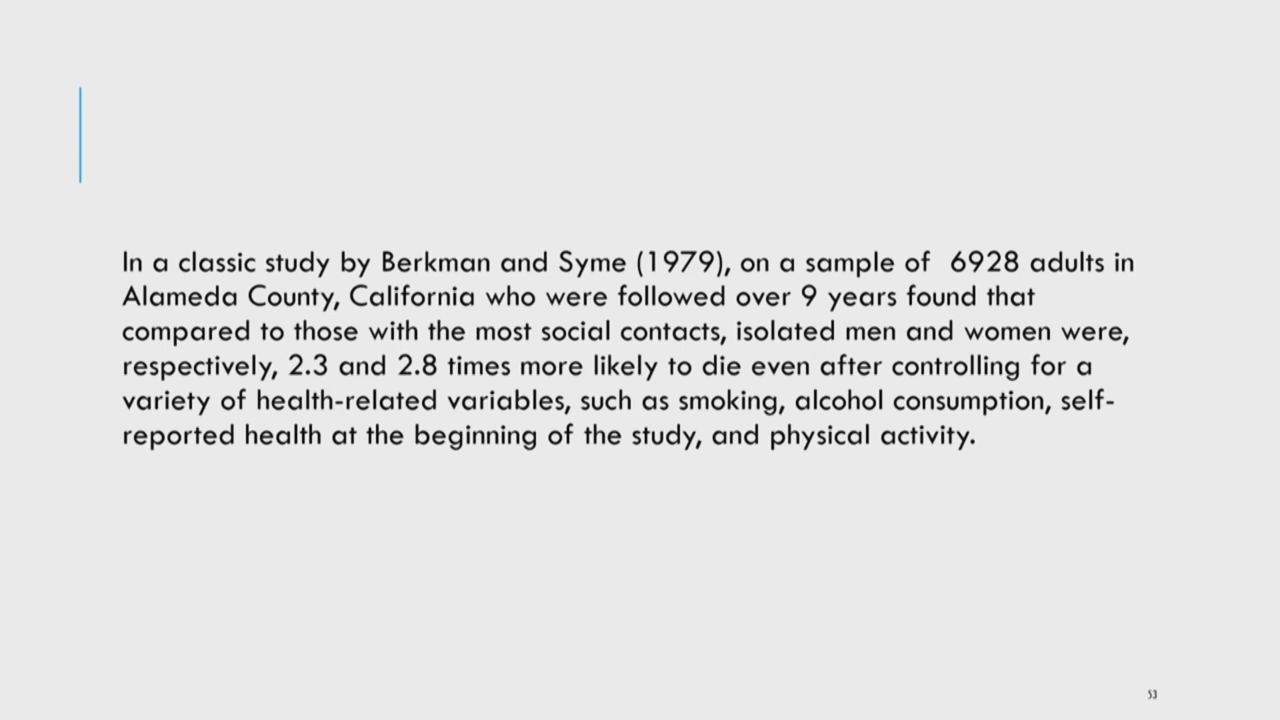 In a classic study by Berkman and Syme (1979), on a sample of  6928 adults in
Alameda County, California who were followed over 9 years found that
compared to those with the most social contacts, isolated men and women were,
respectively, 2.3 and 2.8 times more likely to die even after controlling for a
variety of health-related variables, such as smoking, alcohol consumption, self-
reported health at the beginning of the study, and physical activity.
53